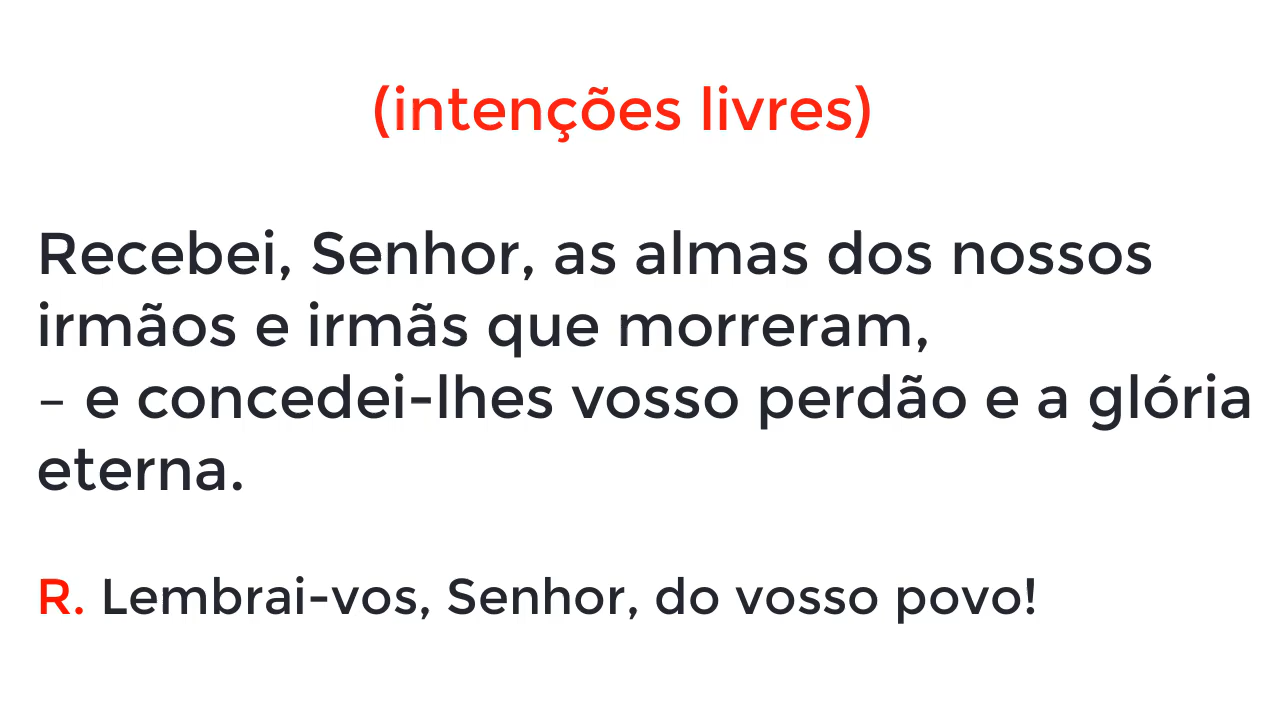 (intenções livres)
Recebei, Senhor, as almas dos nossos
irmãos e irmãs que morreram,
– e concedei-lhes vosso perdão e a glória
eterna.
R. Lembrai-vos, Senhor, do vosso povo!